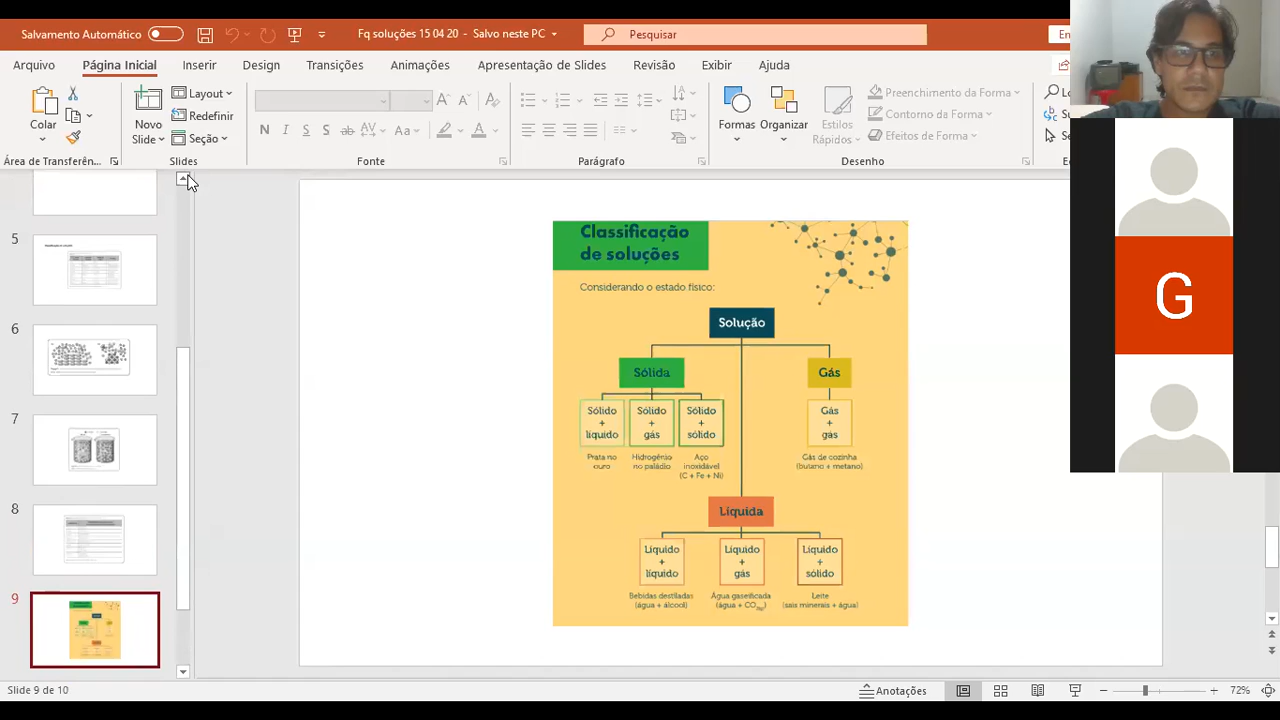 Salvamento Automático
Fq soluções 15 04 20 - Salvo neste PC
Pesquisar
Arquivo
Página Inicial
Inserir
Design
Transições
Animações
Apresentação de Slides
Revisão
Exibir
Ajuda
Colar
Novo
Slide
Layout
Redefinir
Seção
N I S S ab AV Aa A
Formas
Organizar
Estilos
Rápidos
Preenchimento da Forma
Contorno da Forma
Efeitos de Forma
Área de Transferên...
Slides
Fonte
Parágrafo
Desenho
5
6
7
8
9
Classificação
de soluções
Considerando o estado físico:
Solução
Sólida
Gás
Sólido
+
líquido
Sólido
+
gás
Sólido
+
sólido
Gás
+
gás
Prata no
ouro
Hidrogênio
no paládio
Aço
inoxidável
(C + Fe + Ni)
Gás de cozinha
(butano + metano)
Líquida
Líquido
+
líquido
Líquido
+
gás
Líquido
+
sólido
Bebidas destiladas
(água + álcool)
Água gaseificada
(água + CO
Leite
(sais minerais + água)
G
Slide 9 de 10
Anotações
72%